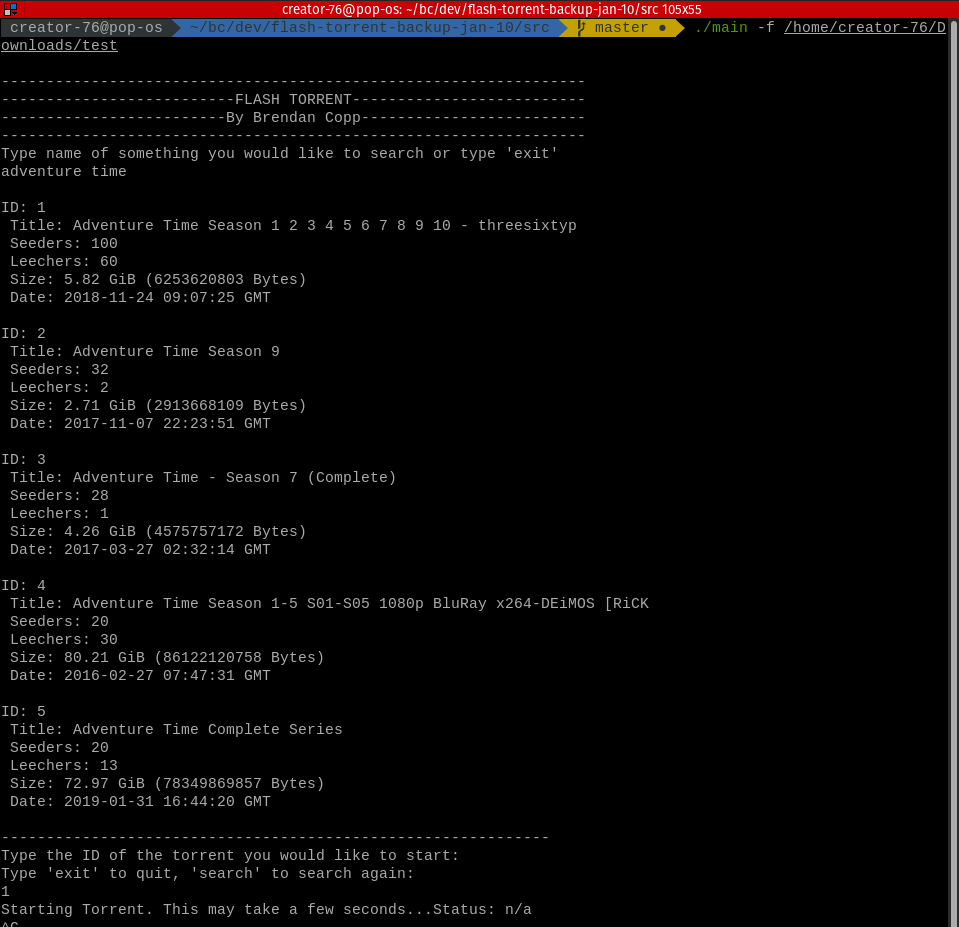 creator-76@pop-os: ~/bc/dev/flash-torrent-backup-jan-10/src 105x55
creator-76@pop-os ~/bc/dev/flash-torrent-backup-jan-10/src master ● ./main -f /home/creator-76/D
ownloads/test
-----------------------------------------------------------------
--------------------------FLASH TORRENT--------------------------
-------------------------By Brendan Copp-------------------------
-----------------------------------------------------------------
Type name of something you would like to search or type 'exit'
adventure time
ID: 1
Title: Adventure Time Season 1 2 3 4 5 6 7 8 9 10 - threesixtyp
Seeders: 100
Leechers: 60
Size: 5.82 GiB (6253620803 Bytes)
Date: 2018-11-24 09:07:25 GMT
ID: 2
Title: Adventure Time Season 9
Seeders: 32
Leechers: 2
Size: 2.71 GiB (2913668109 Bytes)
Date: 2017-11-07 22:23:51 GMT
ID: 3
Title: Adventure Time - Season 7 (Complete)
Seeders: 28
Leechers: 1
Size: 4.26 GiB (4575757172 Bytes)
Date: 2017-03-27 02:32:14 GMT
ID: 4
Title: Adventure Time Season 1-5 S01-S05 1080p BluRay x264-DEiMOS [RiCK
Seeders: 20
Leechers: 30
Size: 80.21 GiB (86122120758 Bytes)
Date: 2016-02-27 07:47:31 GMT
ID: 5
Title: Adventure Time Complete Series
Seeders: 20
Leechers: 13
Size: 72.97 GiB (78349869857 Bytes)
Date: 2019-01-31 16:44:20 GMT
-------------------------------------------------------------
Type the ID of the torrent you would like to start:
Type 'exit' to quit, 'search' to search again:
1
Starting Torrent. This may take a few seconds...Status: n/a
^C